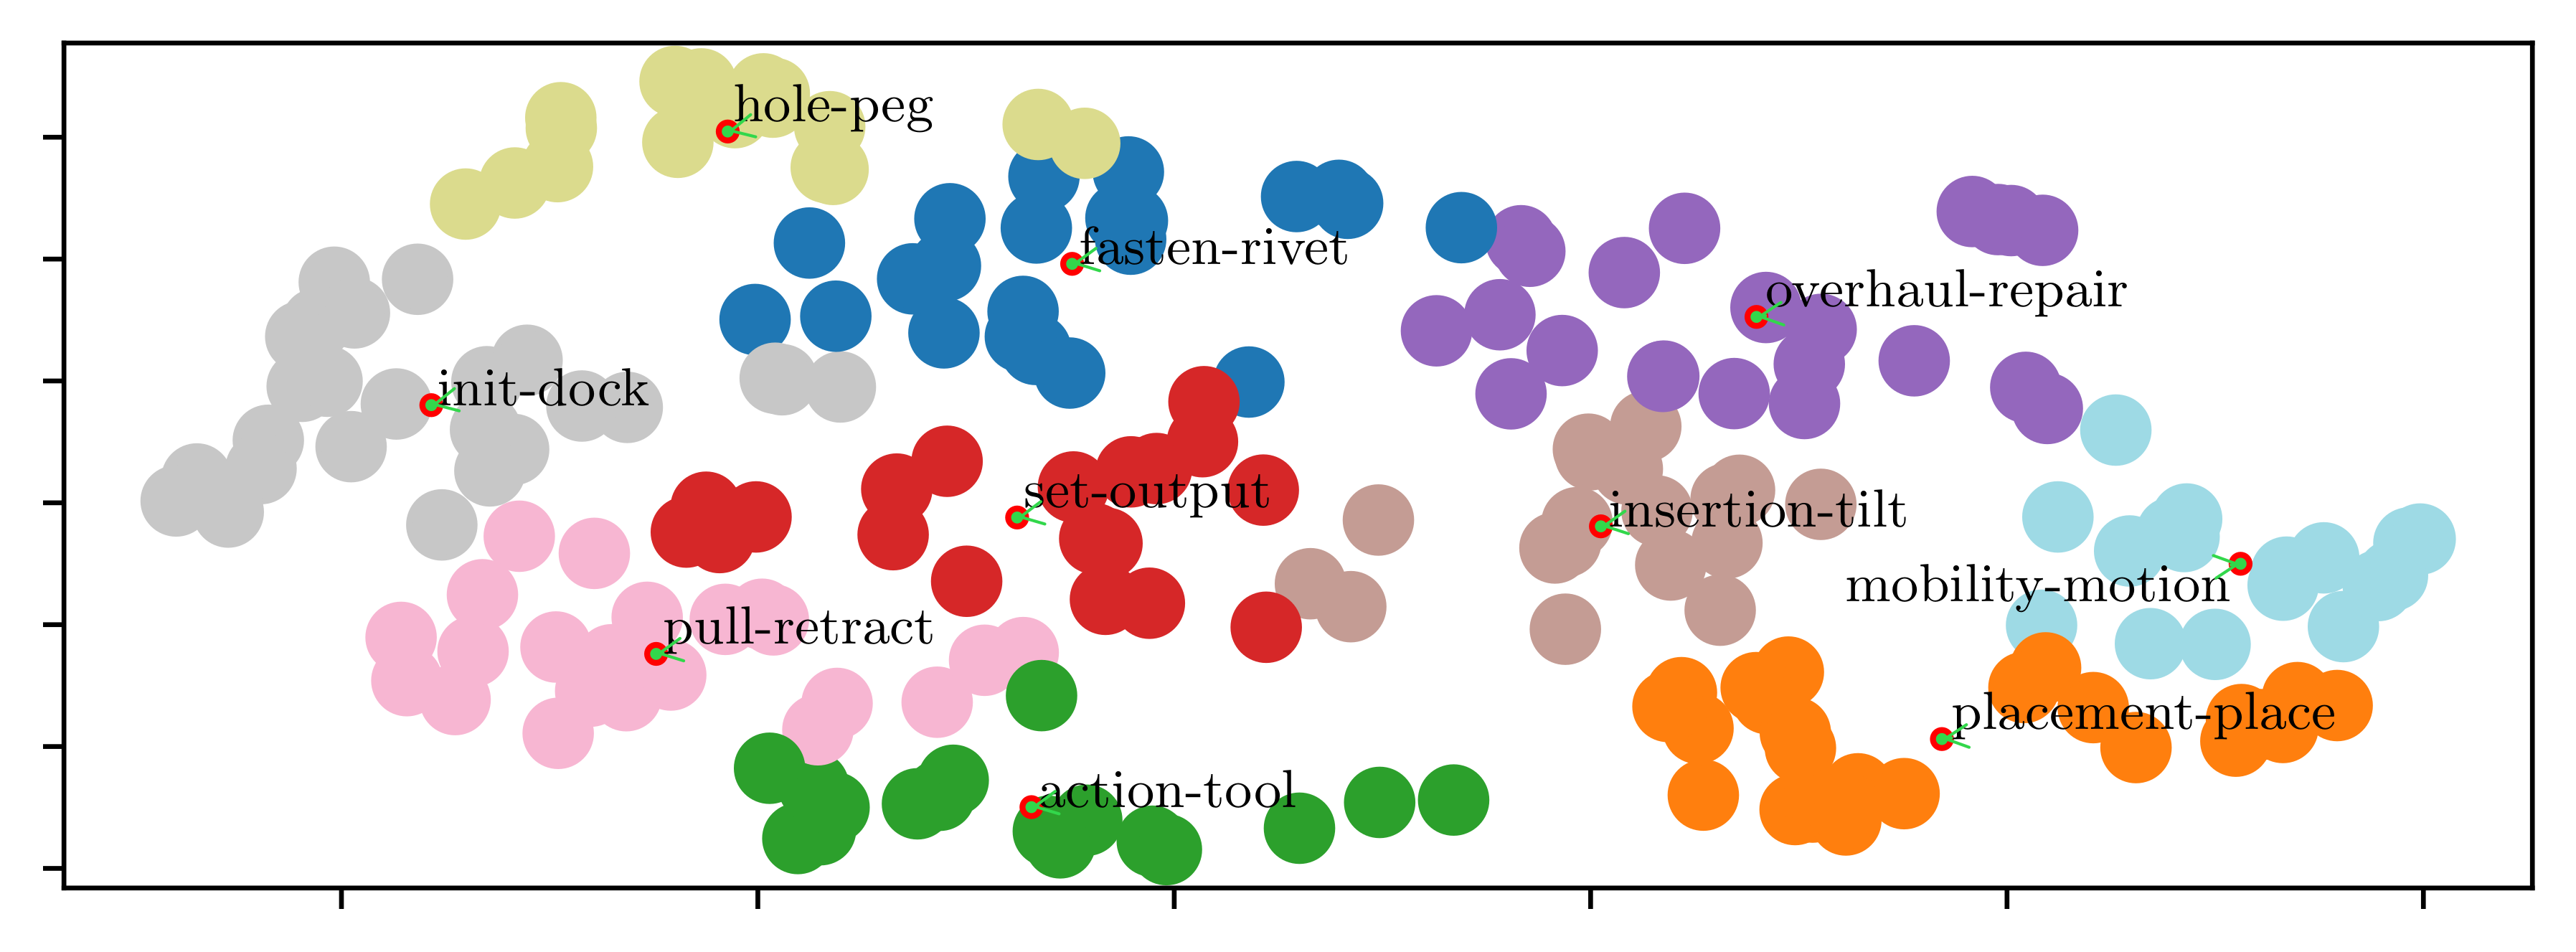 hole-peg
fasten-rivet
overhaul-repair
init-dock
set-output
insertion-tilt
mobility-motion
pull-retract
placement-place
action-tool